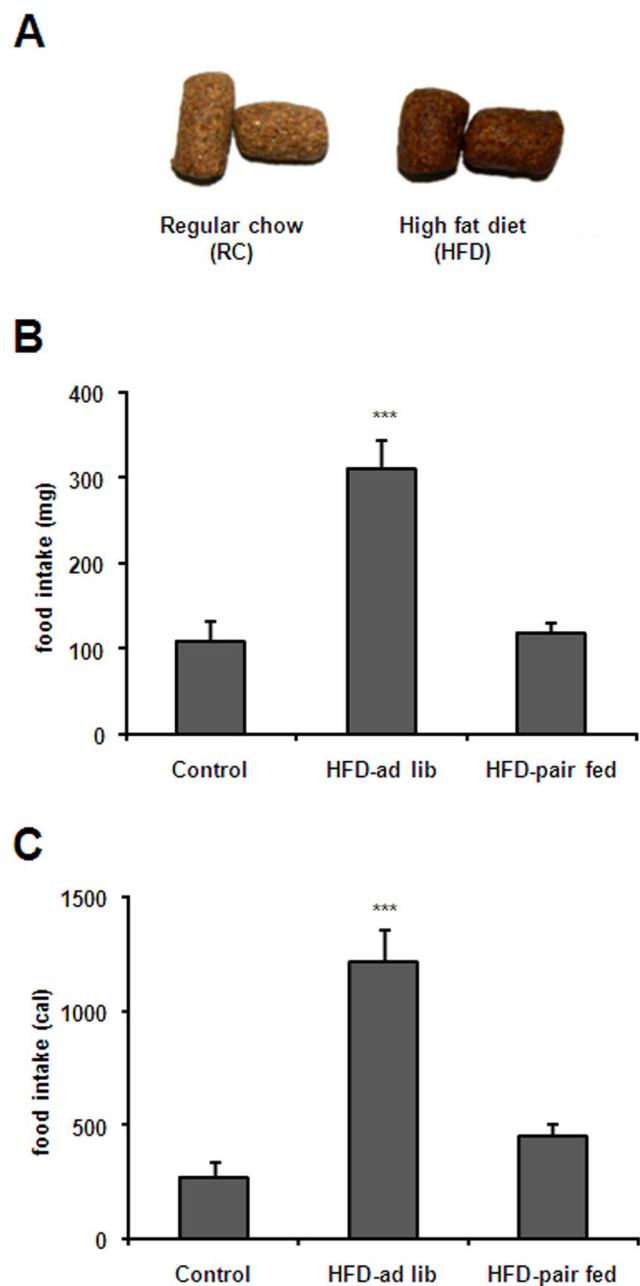 A
Regular chow
(RC)
High fat diet
(HFD)
B
food intake (mg)
400
300
200
100
0
***
Control
HFD-ad lib
HFD-pair fed
C
food intake (cal)
1500
1000
500
0
***
Control
HFD-ad lib
HFD-pair fed